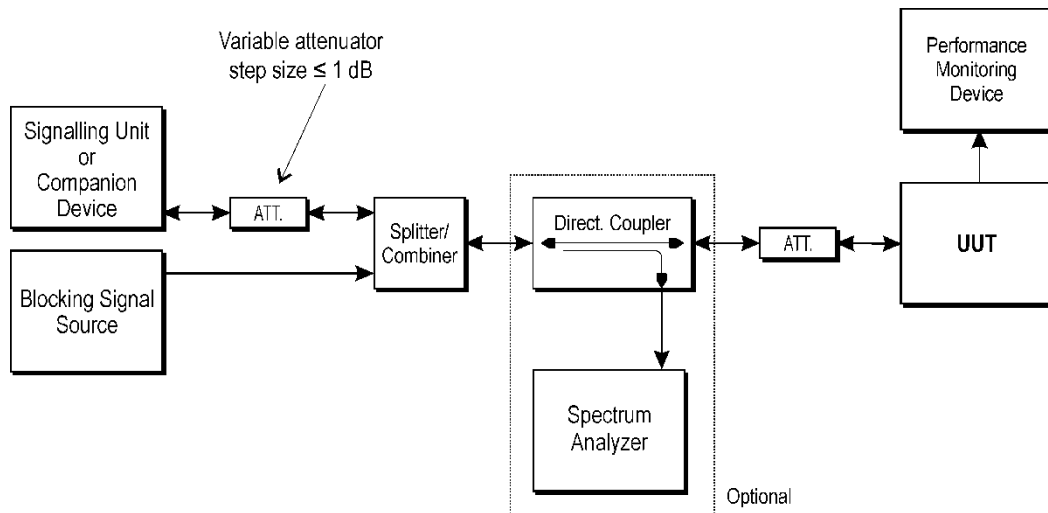 Variable attenuator
step size ≤ 1 dB
Signalling Unit
or
Companion
Device
ATT.
Splitter/
Combiner
Blocking Signal
Source
Direct. Coupler
Spectrum
Analyzer
Optional
ATT.
UUT
Performance
Monitoring
Device